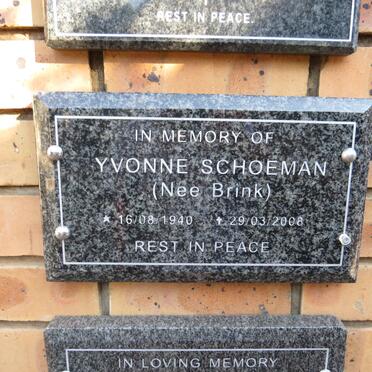 REST IN PEACE.
IN MEMORY OF
YVONNE SCHOEMAN
(Nee Brink)
★ 16/08/1940 ✝ 29/03/2008
REST IN PEACE
IN LOVING MEMORY